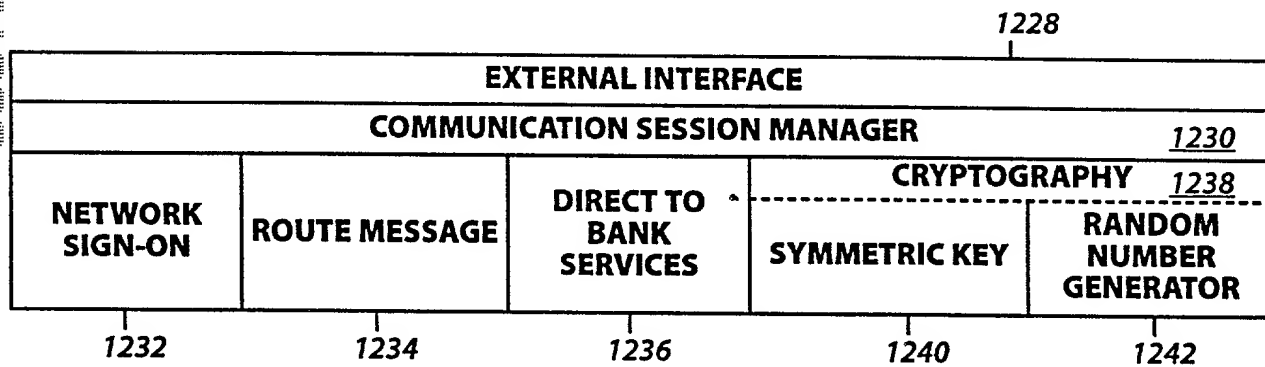 1228
EXTERNAL INTERFACE
COMMUNICATION SESSION MANAGER 1230
CRYPTOGRAPHY 1238
NETWORK
SIGN-ON
ROUTE MESSAGE
DIRECT TO
BANK
SERVICES
SYMMETRIC KEY
RANDOM
NUMBER
GENERATOR
1232 1234 1236 1240 1242